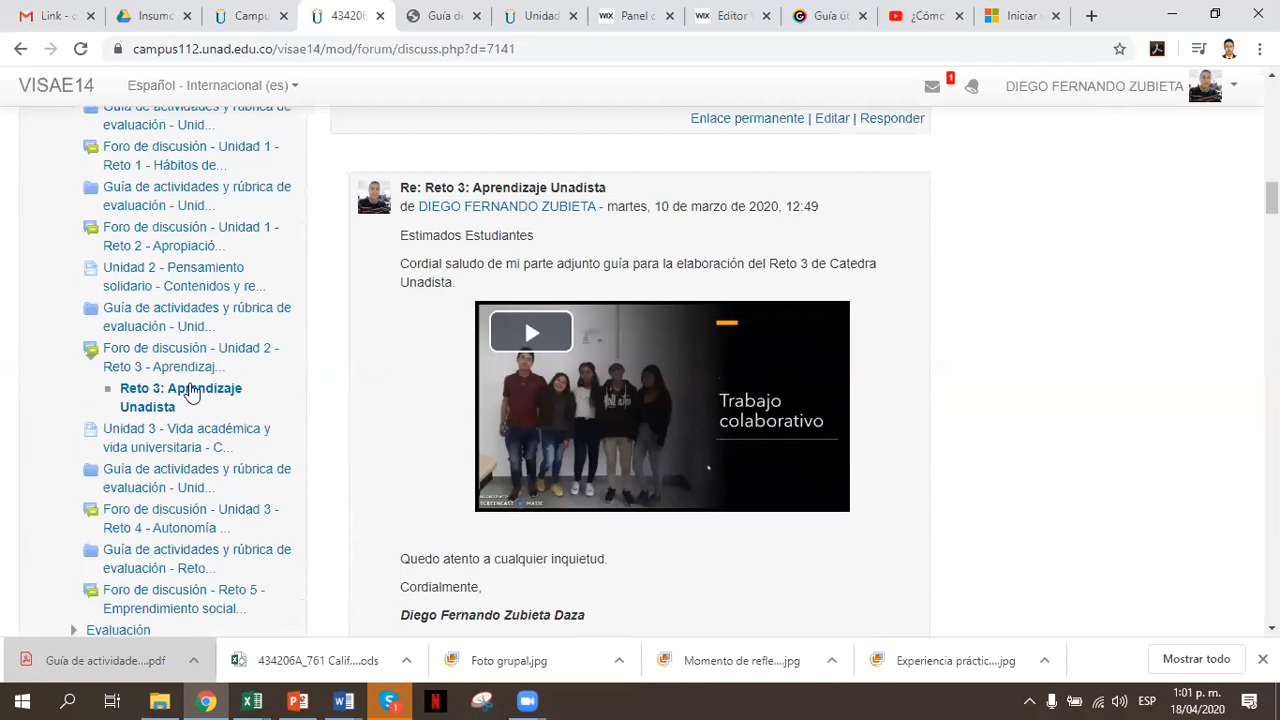 Link - c
Insumo
Campu
434206
Guía de
Unidad
WIX Panel c
WIX Editor
Guía út
¿Cómo
Iniciar s
campus112.unad.edu.co/visae14/mod/forum/discuss.php?d=7141
VISAE14
Español - Internacional (es)
1
DIEGO FERNANDO ZUBIETA
Guía de actividades y rúbrica de
evaluación - Unid...
Foro de discusión - Unidad 1 -
Reto 1 - Hábitos de...
Guía de actividades y rúbrica de
evaluación - Unid...
Foro de discusión - Unidad 1 -
Reto 2 - Apropiació...
Unidad 2 - Pensamiento
solidario - Contenidos y re...
Guía de actividades y rúbrica de
evaluación - Unid...
Foro de discusión - Unidad 2 -
Reto 3 - Aprendizaj...
Reto 3: Aprendizaje
Unadista
Unidad 3 - Vida académica y
vida universitaria - C...
Guía de actividades y rúbrica de
evaluación - Unid...
Foro de discusión - Unidad 3 -
Reto 4 - Autonomía ...
Guía de actividades y rúbrica de
evaluación - Reto...
Foro de discusión - Reto 5 -
Emprendimiento social...
Evaluación
Enlace permanente | Editar | Responder
Re: Reto 3: Aprendizaje Unadista
de DIEGO FERNANDO ZUBIETA - martes, 10 de marzo de 2020, 12:49
Estimados Estudiantes
Cordial saludo de mi parte adjunto guía para la elaboración del Reto 3 de Catedra
Unadista.
Trabajo
colaborativo
SCREENCAST MATIC
Quedo atento a cualquier inquietud.
Cordialmente,
Diego Fernando Zubieta Daza
Guía de actividade....pdf
434206A_761 Calif....ods
Foto grupal.jpg
Momento de refle....jpg
Experiencia práctic....jpg
Mostrar todo
ESP
1:01 p. m.
18/04/2020